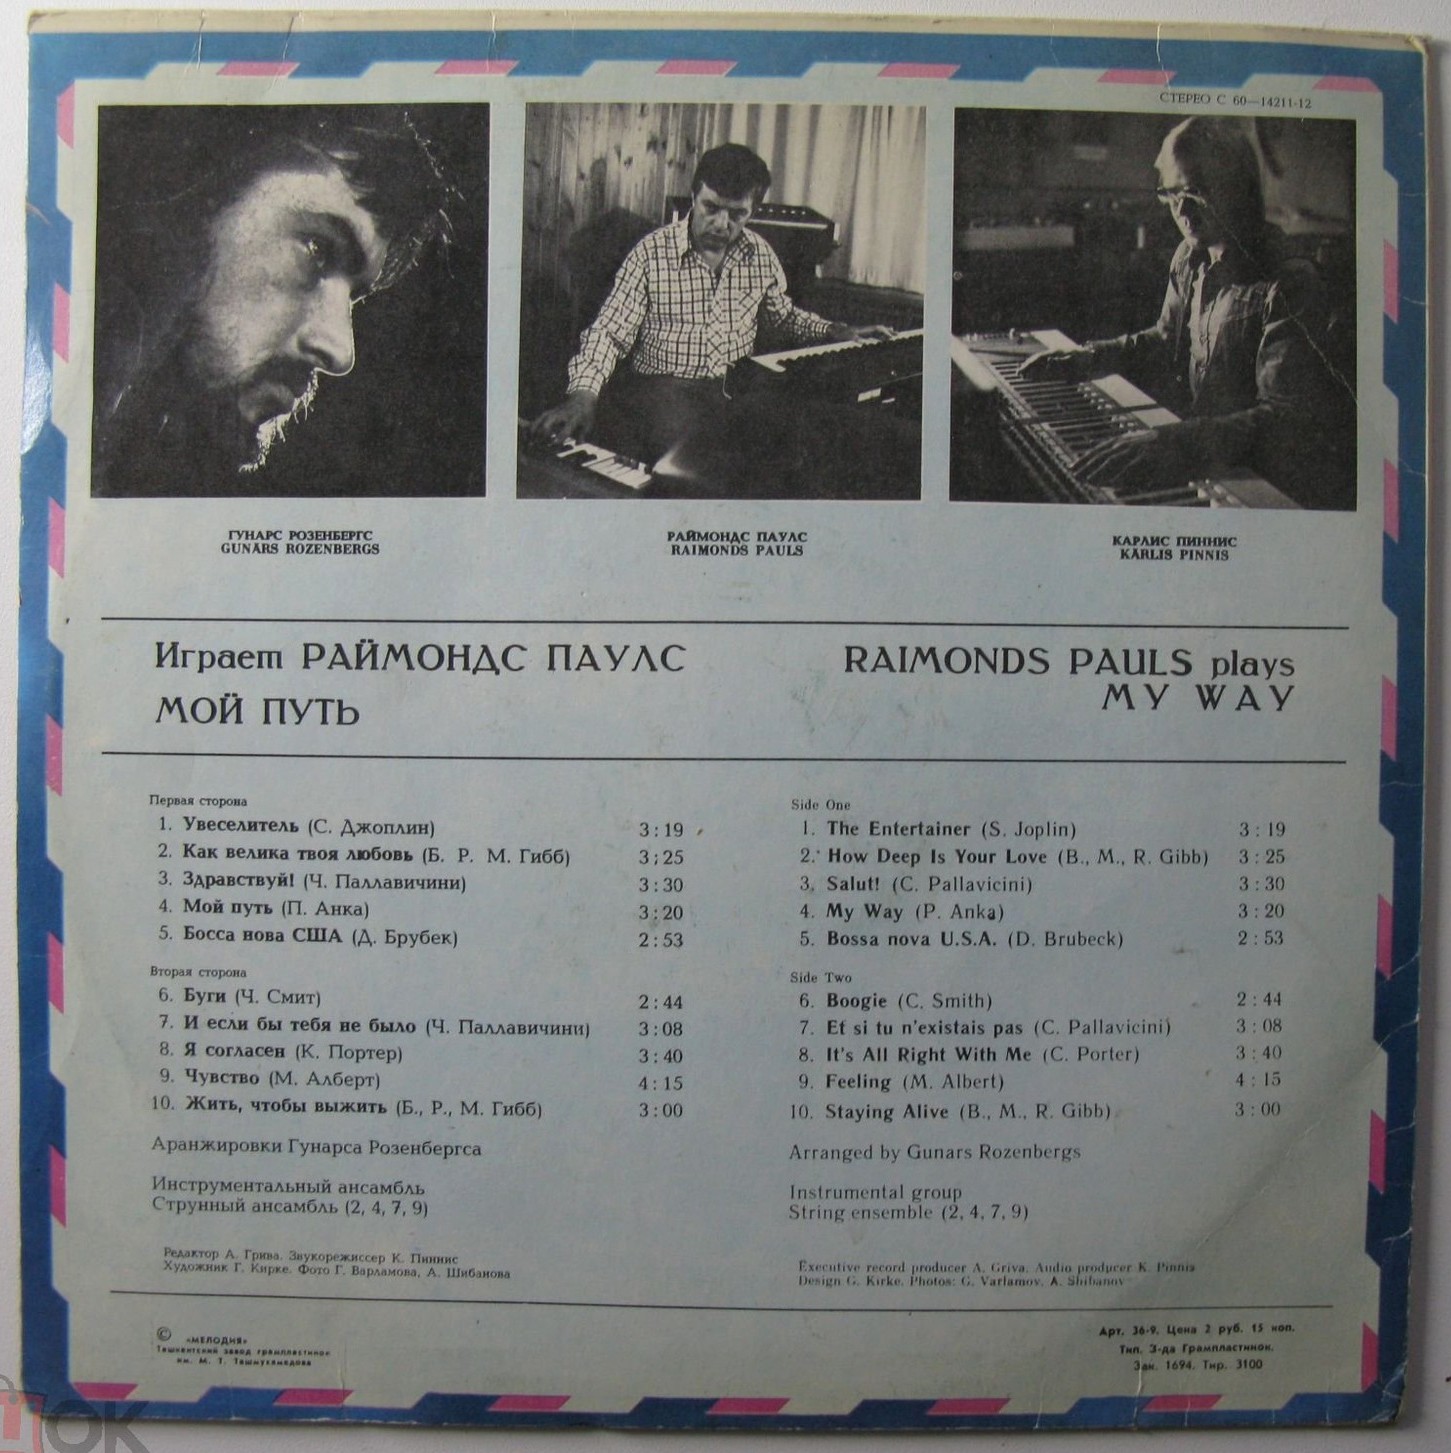 СТЕРЕО С 60—14211-12
ГУНАРС РОЗЕНБЕРГС
GUNĀRS ROZENBERGS
РАЙМОНДС ПАУЛС
RAIMONDS PAULS
КАРЛИС ПИННИС
KĀRLIS PINNIS
Играет РАЙМОНДС ПАУЛС
МОЙ ПУТЬ
RAIMONDS PAULS plays
MY WAY
Первая сторона
1. Увеселитель (С. Джоплин) 3:19
2. Как велика твоя любовь (Б. Р. М. Гибб) 3;25
3. Здравствуй! (Ч. Паллавичини) 3:30
4. Мой путь (П. Анка) 3:20
5. Босса нова США (Д. Брубек) 2:53
Вторая сторона
6. Буги (Ч. Смит) 2:44
7. И если бы тебя не было (Ч. Паллавичини) 3:08
8. Я согласен (К. Портер) 3:40
9. Чувство (М. Алберт) 4:15
10. Жить, чтобы выжить (Б., Р., М. Гибб) 3:00
Аранжировки Гунарса Розенбергса
Инструментальный ансамбль
Струнный ансамбль (2, 4, 7, 9)
Редактор А. Грива. Звукорежиссер К. Пиннис
Художник Г. Кирке. Фото Г. Варламова, А. Шибанова
Side One
1. The Entertainer (S. Joplin) 3:19
2. How Deep Is Your Love (B., M., R. Gibb) 3:25
3. Salut! (C. Pallavicini) 3:30
4. My Way (P. Anka) 3:20
5. Bossa nova U.S.A. (D. Brubeck) 2:53
Side Two
6. Boogie (C. Smith) 2:44
7. Et si tu n'existais pas (C. Pallavicini) 3:08
8. It's All Right With Me (C. Porter) 3:40
9. Feeling (M. Albert) 4:15
10. Staying Alive (B., M., R. Gibb) 3:00
Arranged by Gunars Rozenbergs
Instrumental group
String ensemble (2, 4, 7, 9)
Executive record producer A. Griva. Audio producer K. Pinnis
Design G. Kirke. Photos: G. Varlamov, A. Shibanov
© «МЕЛОДИЯ»
Ташкентский завод грампластинок
им. М. Т. Ташмухамедова
Арт. 36-9. Цена 2 руб. 15 коп.
Тип. З-да Грампластинок.
Зак. 1694. Тир. 3100
ТОК